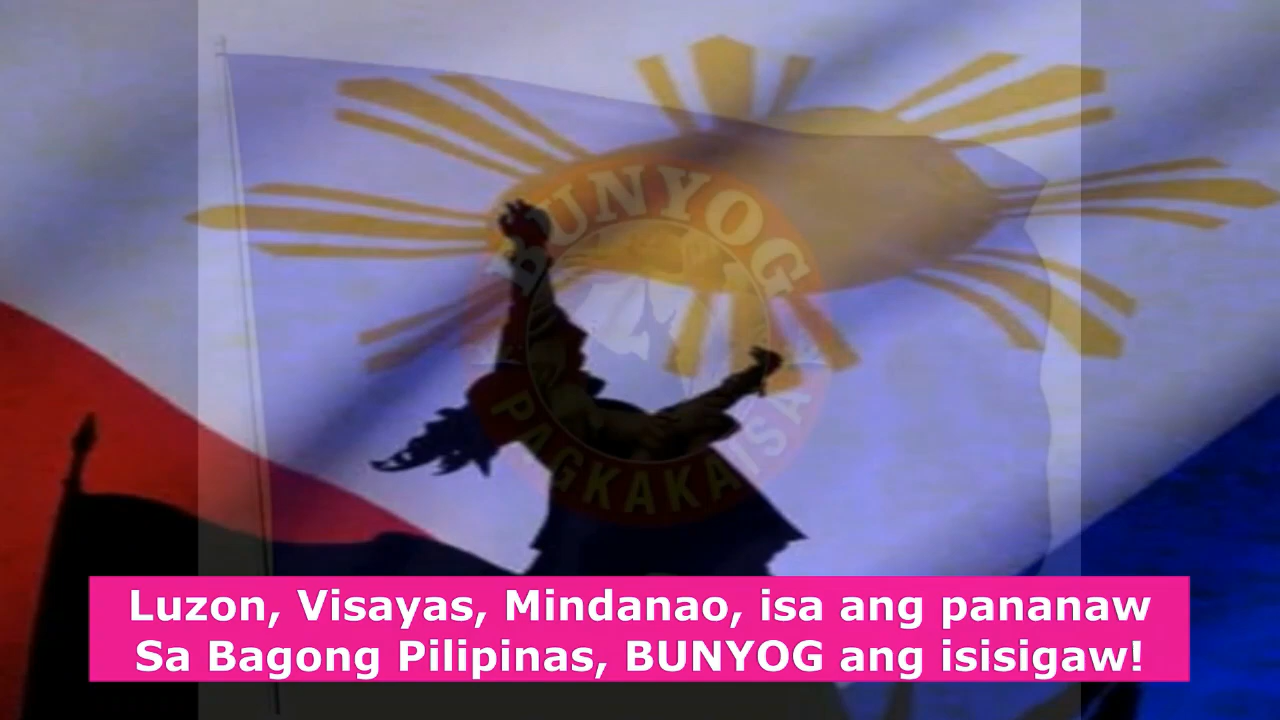 BUNYOG
PAGKAKAISA
Luzon, Visayas, Mindanao, isa ang pananaw
Sa Bagong Pilipinas, BUNYOG ang isisigaw!